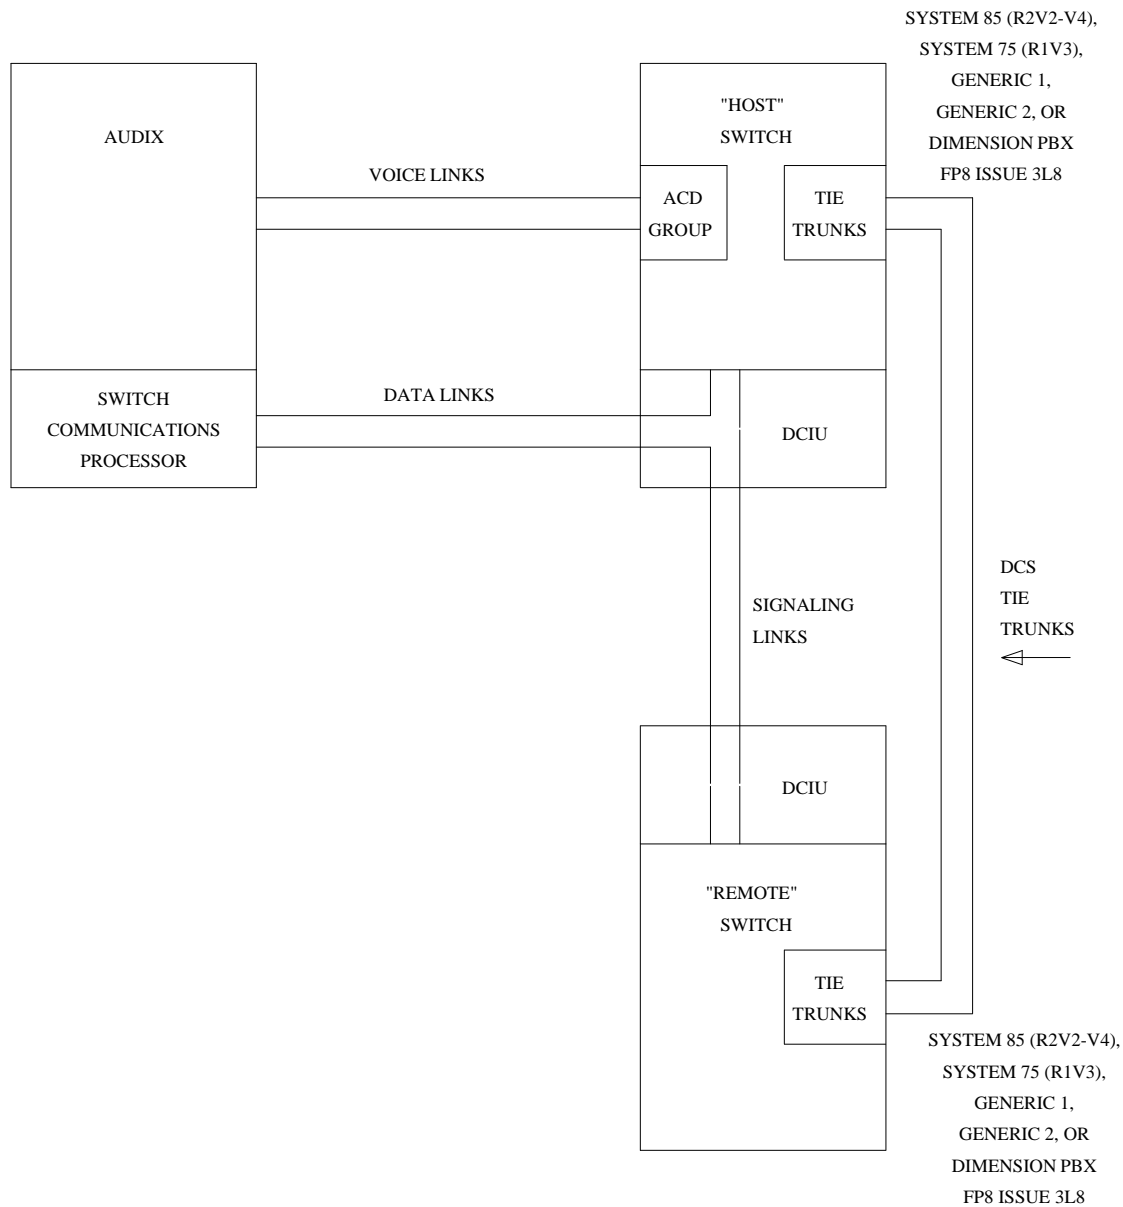 SYSTEM 85 (R2V2-V4),
SYSTEM 75 (R1V3),
GENERIC 1,
GENERIC 2, OR
DIMENSION PBX
FP8 ISSUE 3L8
AUDIX
"HOST"
SWITCH
VOICE LINKS
ACD
GROUP
TIE
TRUNKS
SWITCH
COMMUNICATIONS
PROCESSOR
DATA LINKS
DCIU
SIGNALING
LINKS
DCS
TIE
TRUNKS
DCIU
"REMOTE"
SWITCH
TIE
TRUNKS
SYSTEM 85 (R2V2-V4),
SYSTEM 75 (R1V3),
GENERIC 1,
GENERIC 2, OR
DIMENSION PBX
FP8 ISSUE 3L8